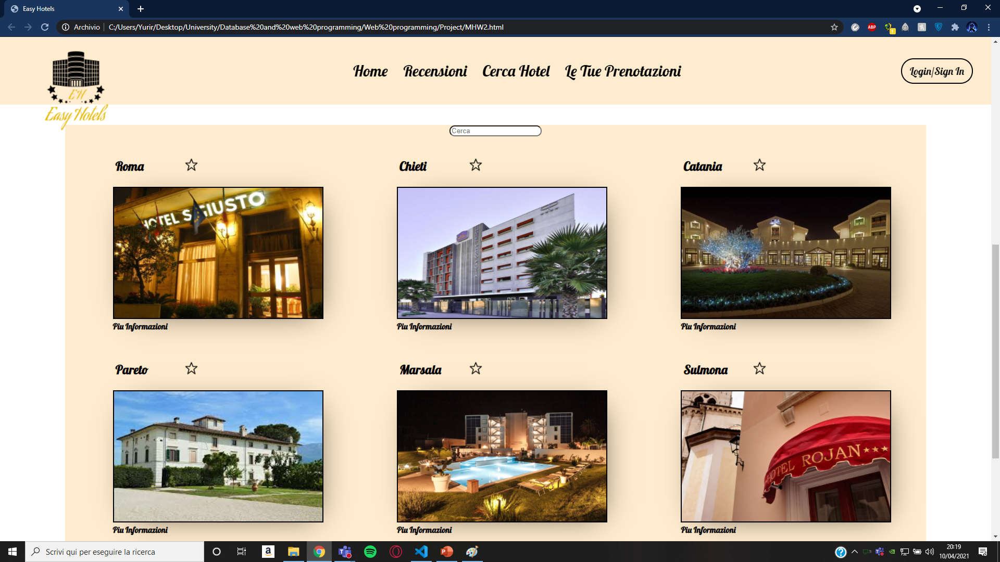 Easy Hotels
Archivio
C:/Users/Yurir/Desktop/University/Database%20and%20web%20programming/Web%20programming/Project/MHW2.html
ABP
EH
Easy Hotels
Home Recensioni Cerca Hotel Le Tue Prenotazioni
Login/Sign In
Cerca
Roma
Chieti
Catania
HOTEL S. GIUSTO
Piu Informazioni
Piu Informazioni
Piu Informazioni
Pareto
Marsala
Sulmona
HOTEL ROJAN ★★★
Piu Informazioni
Piu Informazioni
Piu Informazioni
Scrivi qui per eseguire la ricerca
20:19
10/04/2021